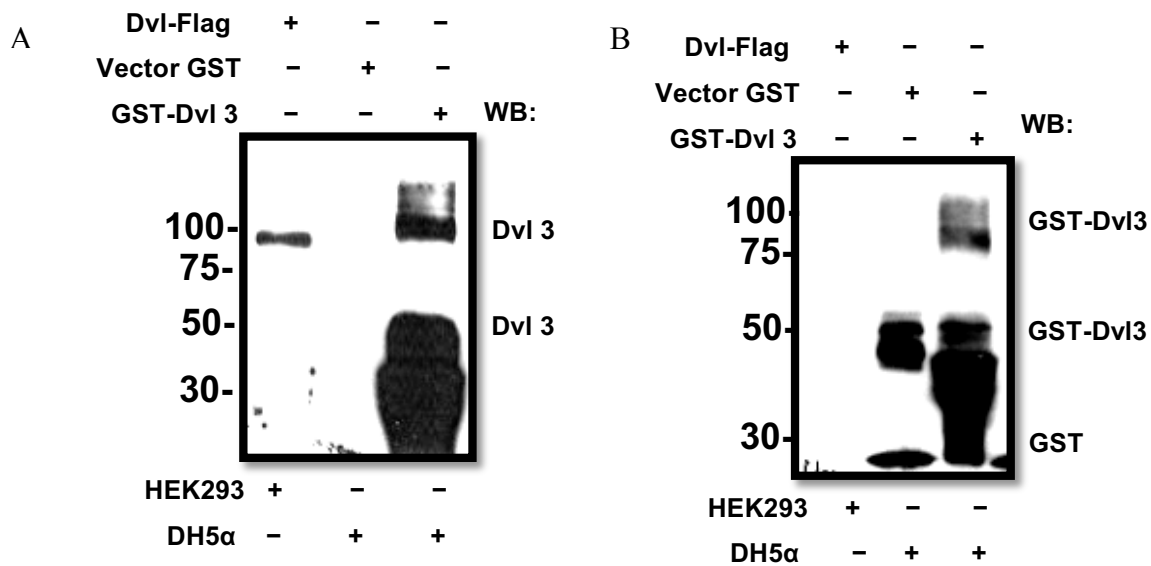 A
Dvl-Flag + – –
Vector GST – + –
GST-Dvl 3 – – + WB:
100-
75-
50-
30-
Dvl 3
Dvl 3
HEK293 + – –
DH5α – + +
B
Dvl-Flag + – –
Vector GST – + –
GST-Dvl 3 – – + WB:
100-
75-
50-
30-
GST-Dvl3
GST-Dvl3
GST
HEK293 + – –
DH5α – + +